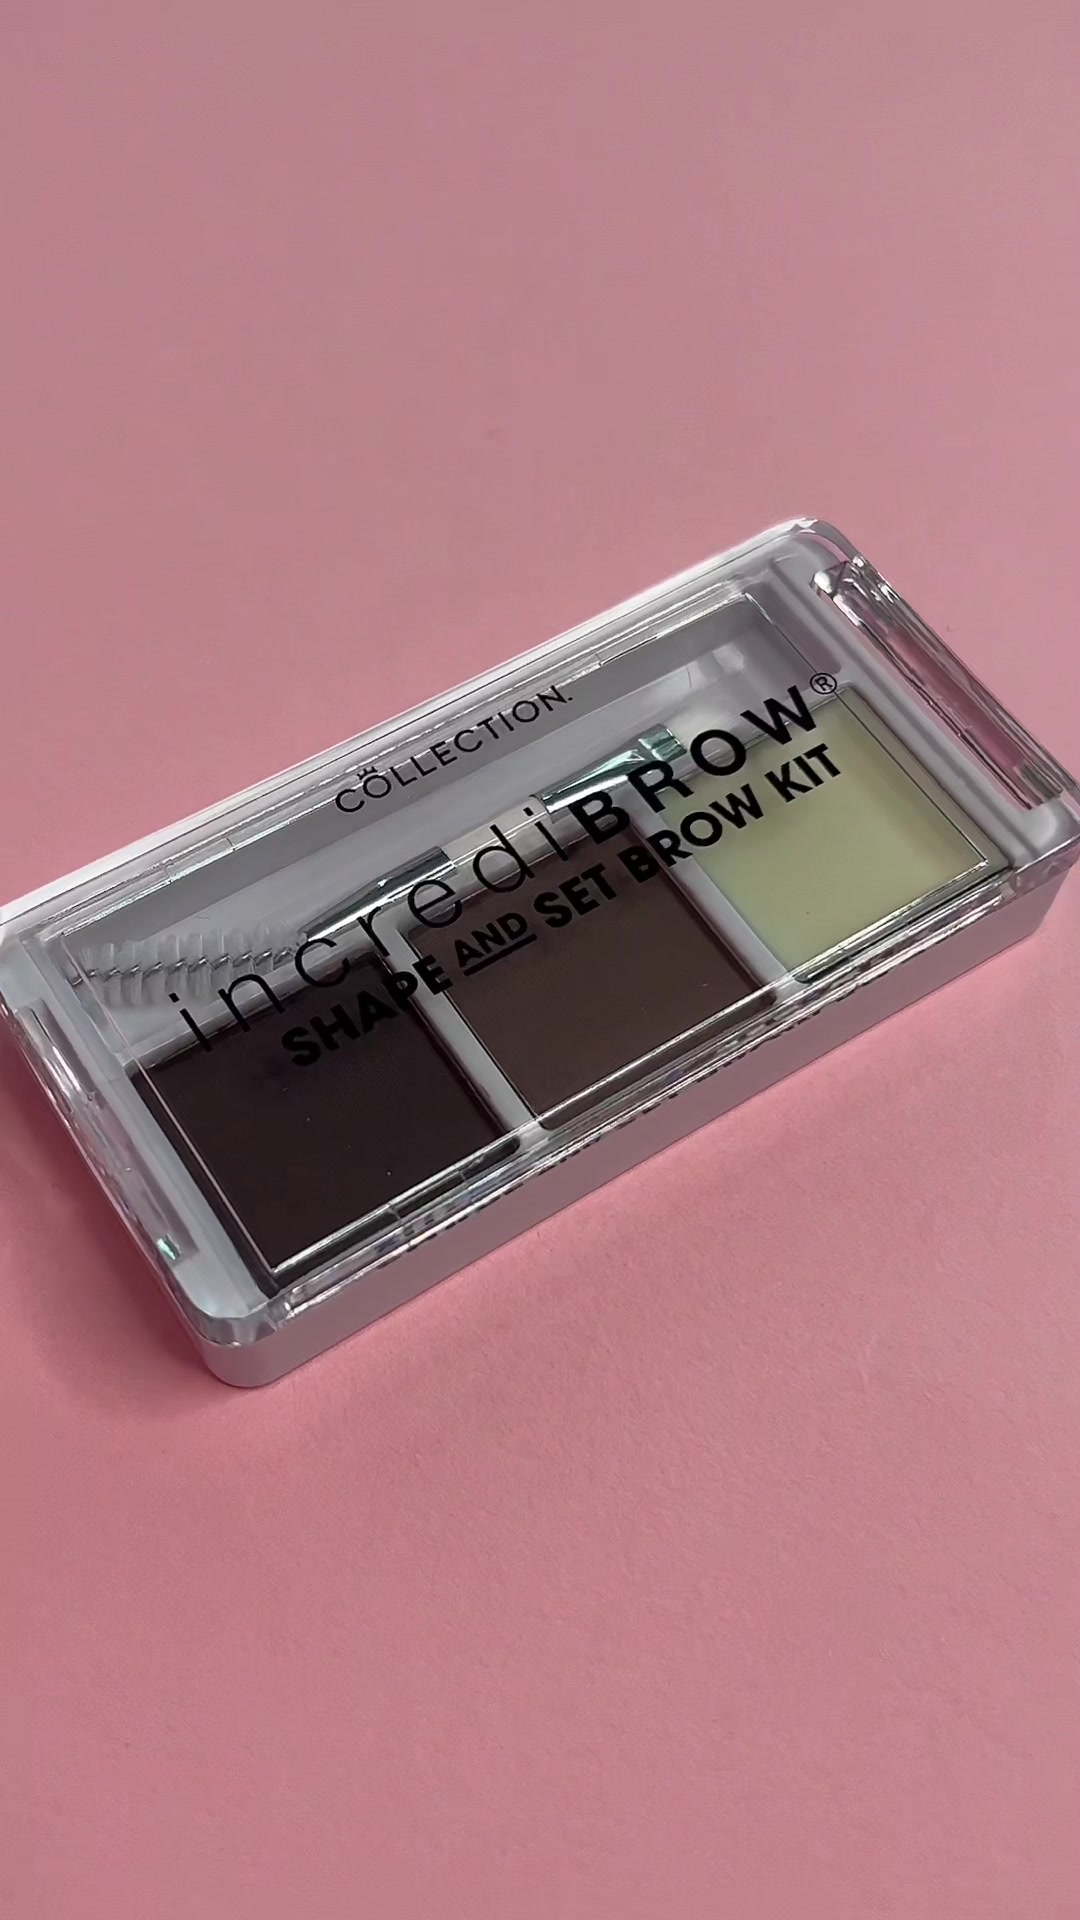 COLLECTION.
incrediBROW®
SHAPE AND SET BROW KIT